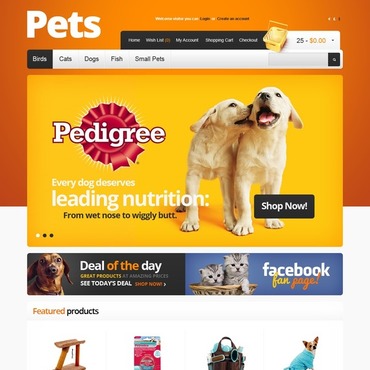 Pets
Welcome visitor you can Login or Create an account
Home Wish List (0) My Account Shopping Cart Checkout
25 - $0.00
Birds Cats Dogs Fish Small Pets
Pedigree
Every dog deserves
leading nutrition:
From wet nose to wiggly butt.
Shop Now!
Deal of the day
GREAT PRODUCTS AT AMAZING PRICES
SEE TODAY'S DEAL SHOP NOW!
facebook
fan page!
Featured products